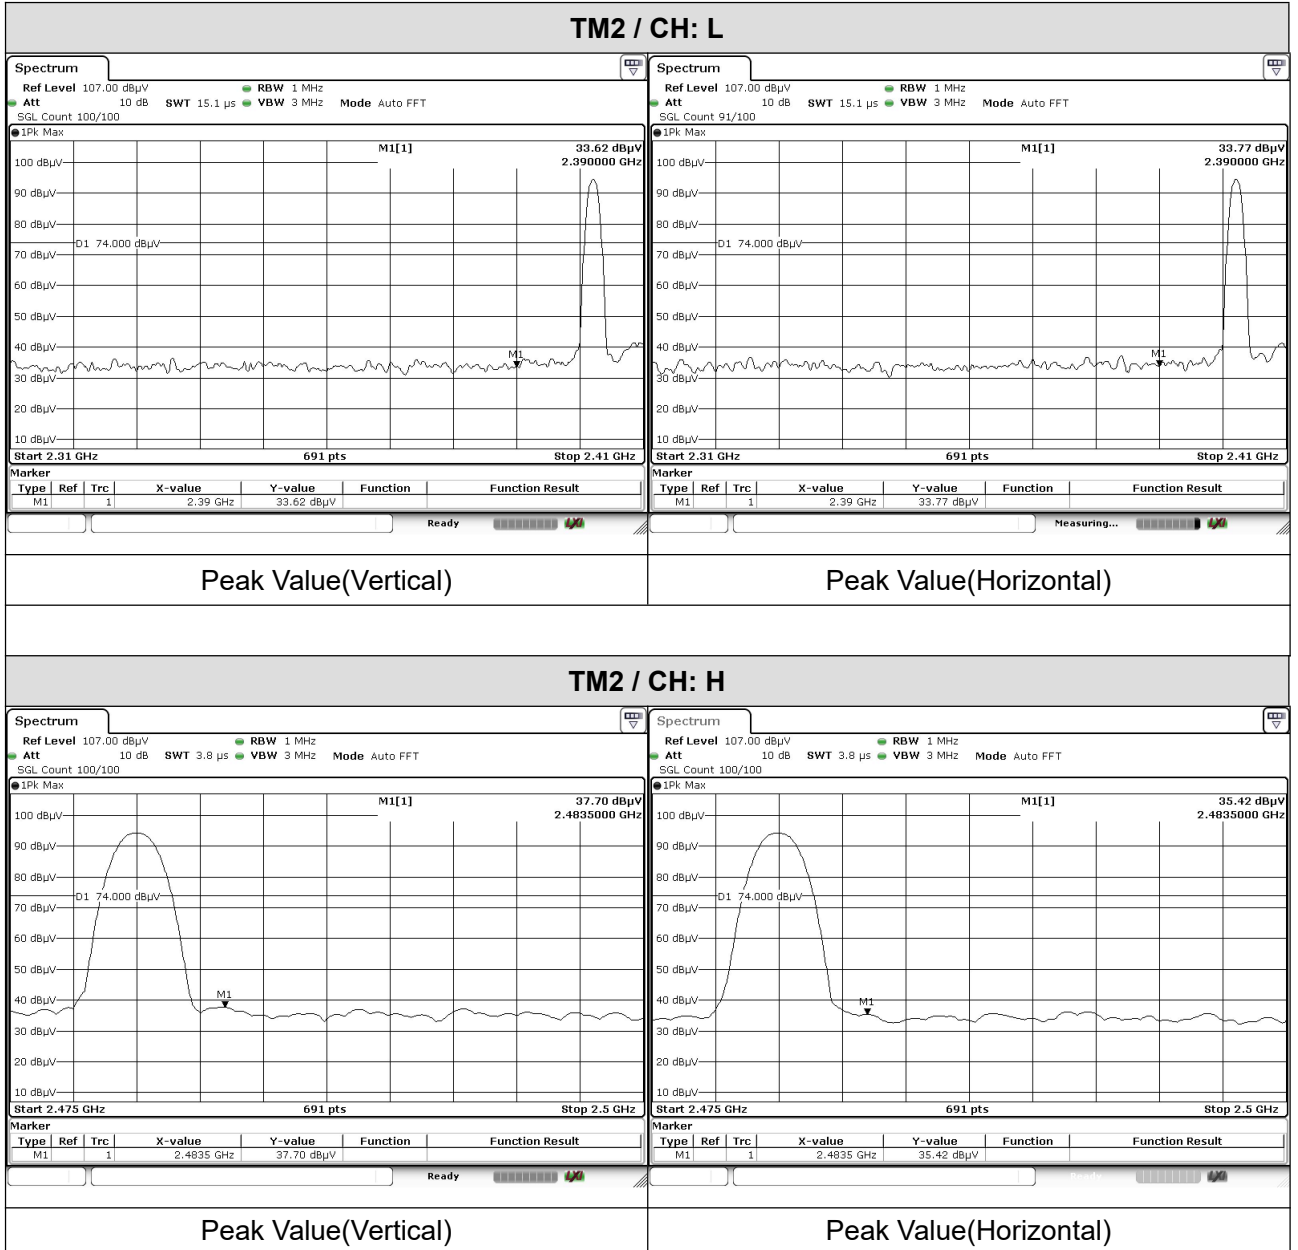 TM2 / CH: L
Spectrum
Ref Level 107.00 dBµV RBW 1 MHz
Att 10 dB SWT 15.1 µs VBW 3 MHz Mode Auto FFT
SGL Count 100/100
1Pk Max
M1[1] 33.62 dBµV
2.390000 GHz
100 dBµV
90 dBµV
80 dBµV
D1 74.000 dBµV
70 dBµV
60 dBµV
50 dBµV
40 dBµV
M1
30 dBµV
20 dBµV
10 dBµV
Start 2.31 GHz 691 pts Stop 2.41 GHz
Marker
Type Ref Trc X-value Y-value Function Function Result
M1 1 2.39 GHz 33.62 dBµV
Ready LXI
Spectrum
Ref Level 107.00 dBµV RBW 1 MHz
Att 10 dB SWT 15.1 µs VBW 3 MHz Mode Auto FFT
SGL Count 91/100
1Pk Max
M1[1] 33.77 dBµV
2.390000 GHz
100 dBµV
90 dBµV
80 dBµV
D1 74.000 dBµV
70 dBµV
60 dBµV
50 dBµV
40 dBµV
M1
30 dBµV
20 dBµV
10 dBµV
Start 2.31 GHz 691 pts Stop 2.41 GHz
Marker
Type Ref Trc X-value Y-value Function Function Result
M1 1 2.39 GHz 33.77 dBµV
Measuring... LXI
Peak Value(Vertical) Peak Value(Horizontal)
TM2 / CH: H
Spectrum
Ref Level 107.00 dBµV RBW 1 MHz
Att 10 dB SWT 3.8 µs VBW 3 MHz Mode Auto FFT
SGL Count 100/100
1Pk Max
M1[1] 37.70 dBµV
2.4835000 GHz
100 dBµV
90 dBµV
80 dBµV
D1 74.000 dBµV
70 dBµV
60 dBµV
50 dBµV
40 dBµV
M1
30 dBµV
20 dBµV
10 dBµV
Start 2.475 GHz 691 pts Stop 2.5 GHz
Marker
Type Ref Trc X-value Y-value Function Function Result
M1 1 2.4835 GHz 37.70 dBµV
Ready LXI
Spectrum
Ref Level 107.00 dBµV RBW 1 MHz
Att 10 dB SWT 3.8 µs VBW 3 MHz Mode Auto FFT
SGL Count 100/100
1Pk Max
M1[1] 35.42 dBµV
2.4835000 GHz
100 dBµV
90 dBµV
80 dBµV
D1 74.000 dBµV
70 dBµV
60 dBµV
50 dBµV
40 dBµV
M1
30 dBµV
20 dBµV
10 dBµV
Start 2.475 GHz 691 pts Stop 2.5 GHz
Marker
Type Ref Trc X-value Y-value Function Function Result
M1 1 2.4835 GHz 35.42 dBµV
Ready LXI
Peak Value(Vertical) Peak Value(Horizontal)